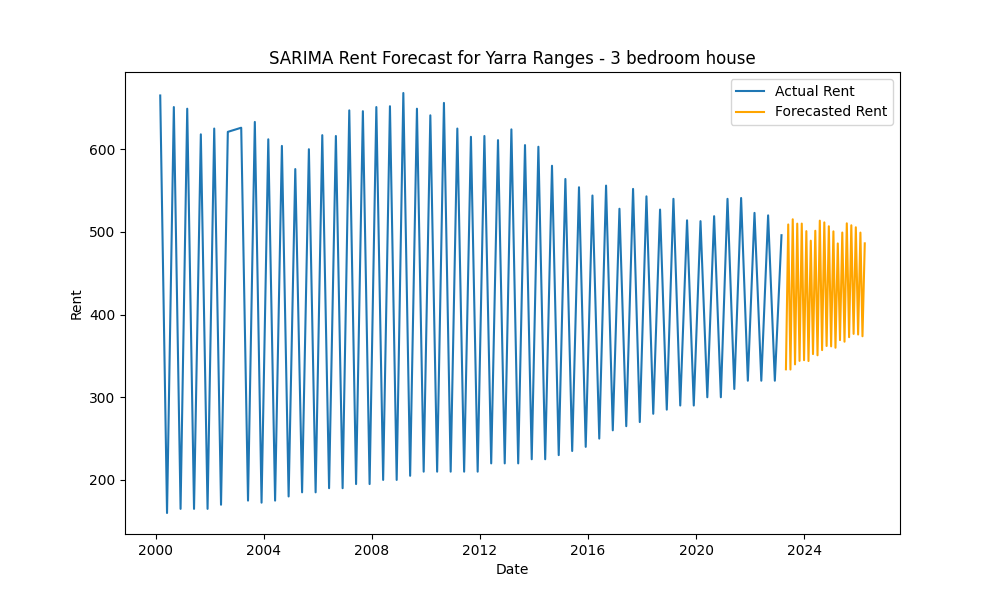 SARIMA Rent Forecast for Yarra Ranges - 3 bedroom house
Actual Rent
Forecasted Rent
600
500
400
300
200
Rent
2000
2004
2008
2012
2016
2020
2024
Date